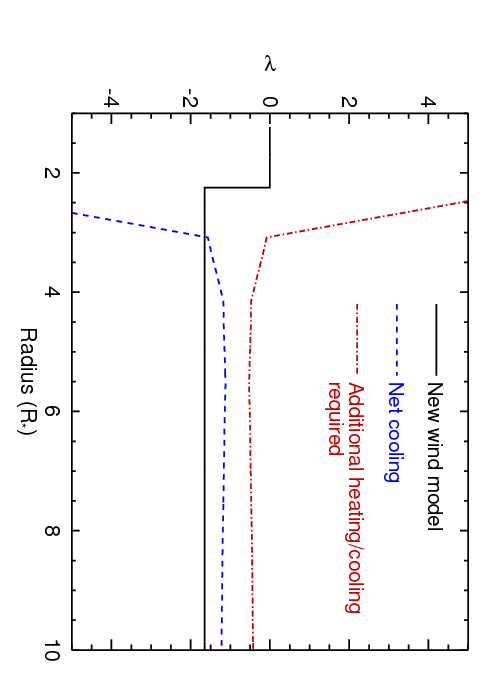 λ
-4
-2
0
2
4
2
4
6
8
10
Radius (R*)
New wind model
Net cooling
Additional heating/cooling
required